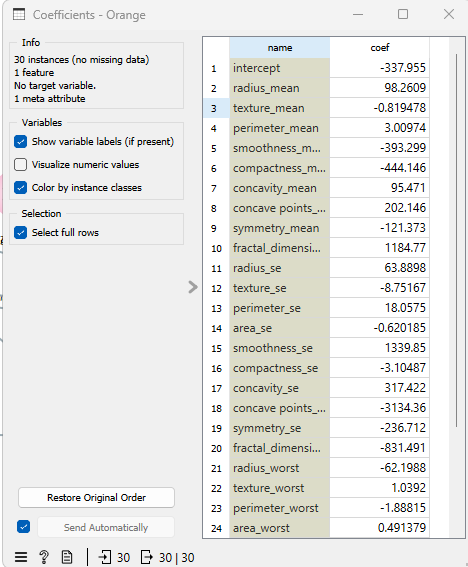 Coefficients - Orange
Info
30 instances (no missing data)
1 feature
No target variable.
1 meta attribute
Variables
Show variable labels (if present)
Visualize numeric values
Color by instance classes
Selection
Select full rows
Restore Original Order
Send Automatically
30
30 | 30
name coef
1 intercept -337.955
2 radius_mean 98.2609
3 texture_mean -0.819478
4 perimeter_mean 3.00974
5 smoothness_m... -393.299
6 compactness_m... -444.146
7 concavity_mean 95.471
8 concave points_... 202.146
9 symmetry_mean -121.373
10 fractal_dimensi... 1184.77
11 radius_se 63.8898
12 texture_se -8.75167
13 perimeter_se 18.0575
14 area_se -0.620185
15 smoothness_se 1339.85
16 compactness_se -3.10487
17 concavity_se 317.422
18 concave points_... -3134.36
19 symmetry_se -236.712
20 fractal_dimensi... -831.491
21 radius_worst -62.1988
22 texture_worst 1.0392
23 perimeter_worst -1.88815
24 area_worst 0.491379